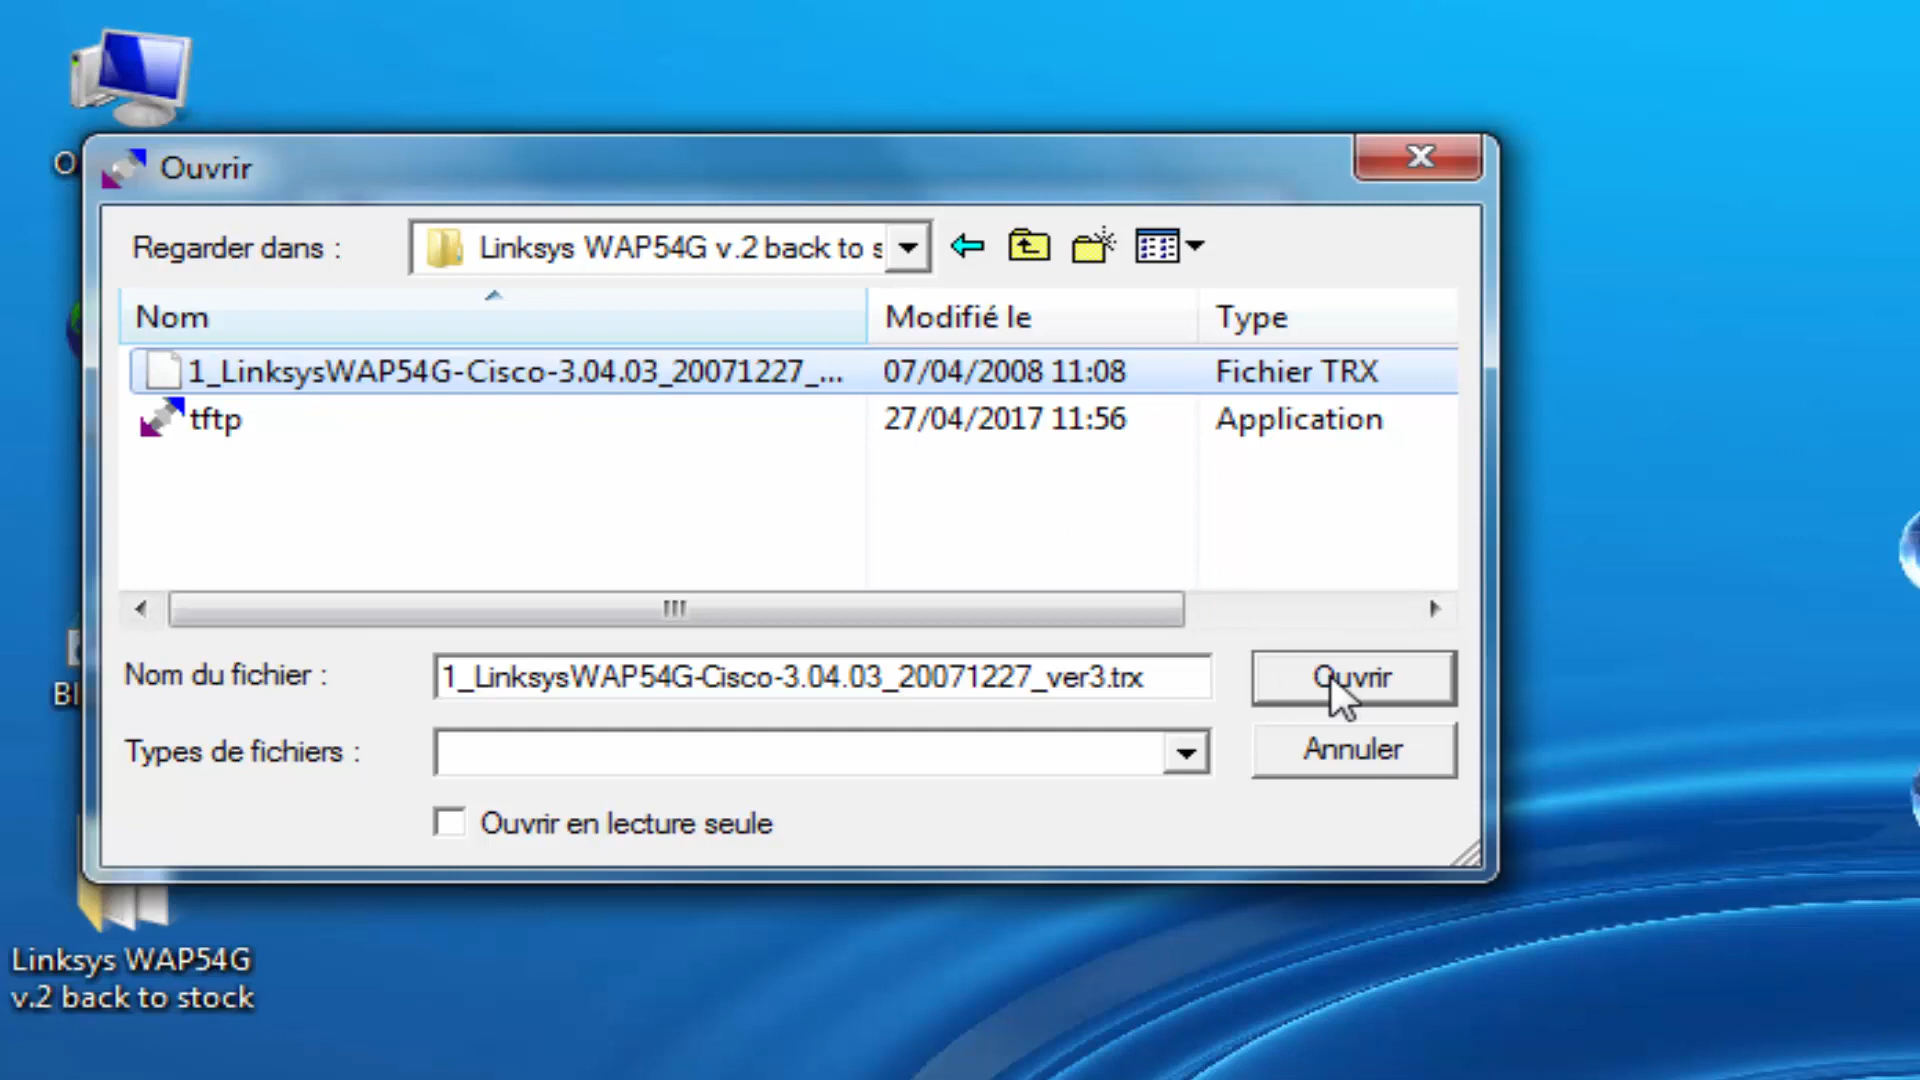 O
Ouvrir
Regarder dans :
Linksys WAP54G v.2 back to s
Nom
Modifié le
Type
1_LinksysWAP54G-Cisco-3.04.03_20071227_...
07/04/2008 11:08
Fichier TRX
tftp
27/04/2017 11:56
Application
Nom du fichier :
1_LinksysWAP54G-Cisco-3.04.03_20071227_ver3.trx
Ouvrir
Bl
Types de fichiers :
Annuler
Ouvrir en lecture seule
Linksys WAP54G
v.2 back to stock